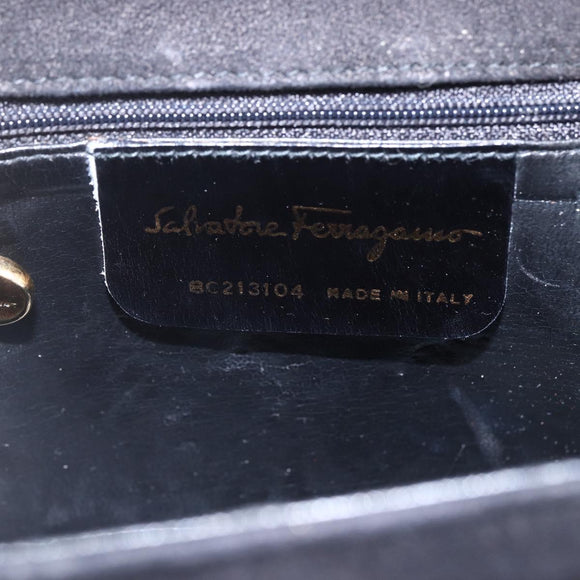 Salvatore Ferragamo
BC213104 MADE IN ITALY